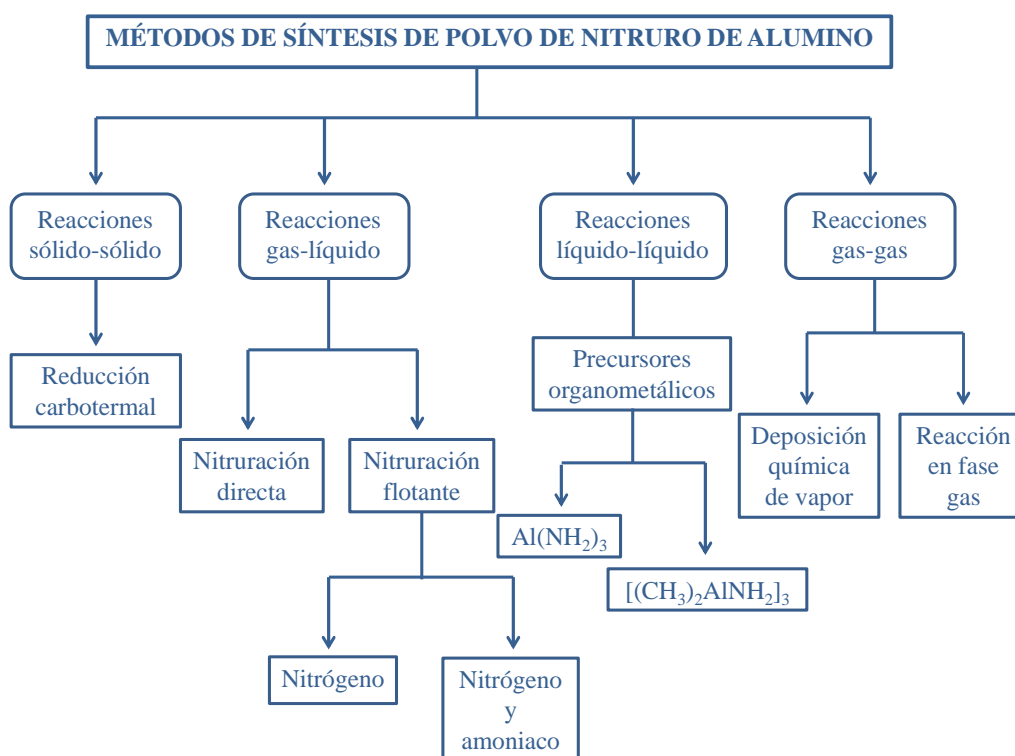 MÉTODOS DE SÍNTESIS DE POLVO DE NITRURO DE ALUMINO
Reacciones
sólido-sólido
Reacciones
gas-líquido
Reacciones
líquido-líquido
Reacciones
gas-gas
Reducción
carbotermal
Precursores
organometálicos
Nitruración
directa
Nitruración
flotante
Deposición
química
de vapor
Reacción
en fase
gas
Al(NH₂)₃
[(CH₃)₂AlNH₂]₃
Nitrógeno
Nitrógeno
y
amoniaco